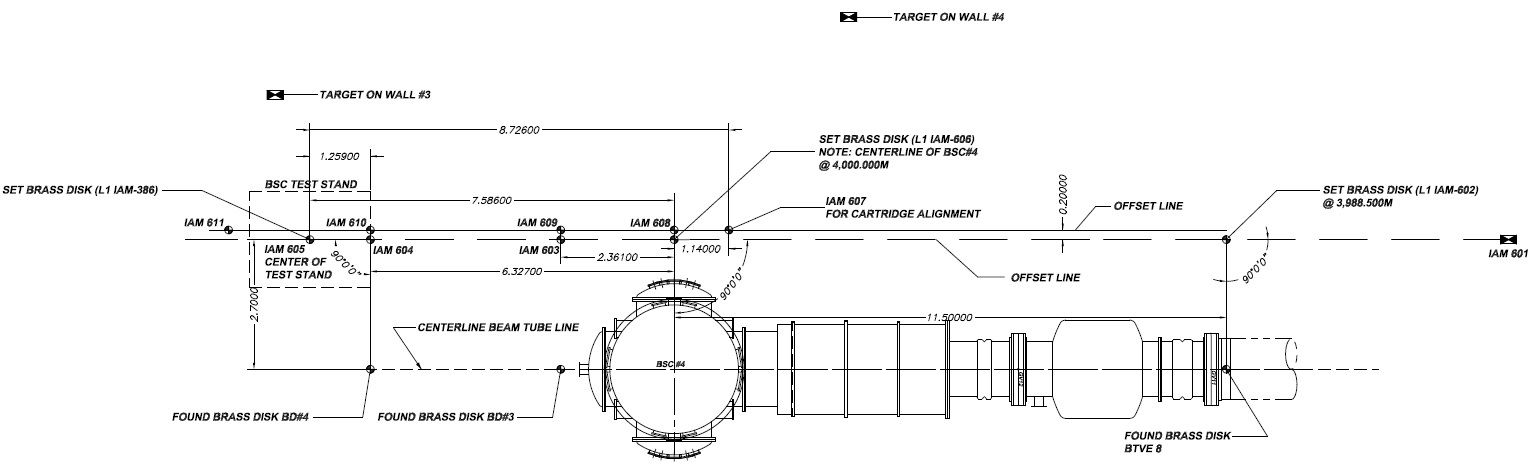 TARGET ON WALL #4
TARGET ON WALL #3
8.72600
1.25900
SET BRASS DISK (L1 IAM-606)
NOTE: CENTERLINE OF BSC#4
@ 4,000.000M
SET BRASS DISK (L1 IAM-386)
BSC TEST STAND
7.58600
0.20000
SET BRASS DISK (L1 IAM-602)
@ 3,988.500M
IAM 607
FOR CARTRIDGE ALIGNMENT
OFFSET LINE
IAM 611
IAM 610
IAM 609
IAM 608
IAM 605
CENTER OF
TEST STAND
IAM 604
IAM 603
1.14000
IAM 601
90°0'0"
2.36100
6.32700
90°0'0"
OFFSET LINE
90°0'0"
2.7000
11.50000
CENTERLINE BEAM TUBE LINE
BSC #4
FOUND BRASS DISK BD#4
FOUND BRASS DISK BD#3
FOUND BRASS DISK
BTVE 8